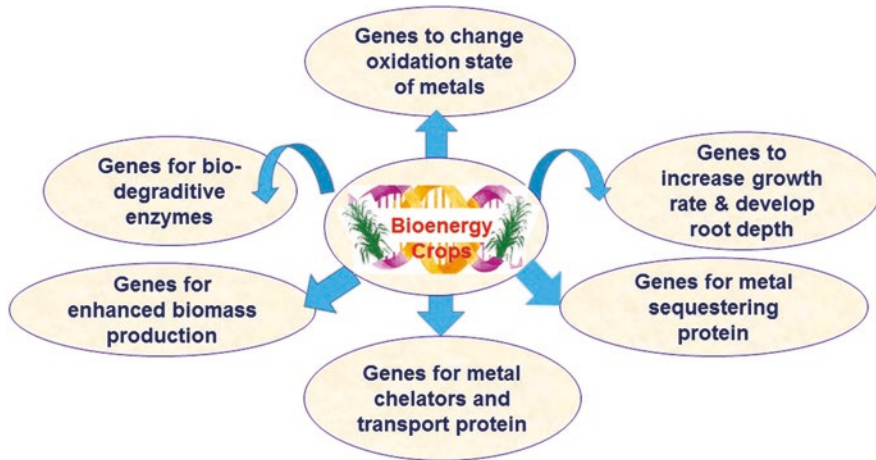 Genes to change
oxidation state
of metals
Genes for bio-
degraditive
enzymes
Genes to
increase growth
rate & develop
root depth
Bioenergy
Crops
Genes for
enhanced biomass
production
Genes for metal
sequestering
protein
Genes for metal
chelators and
transport protein